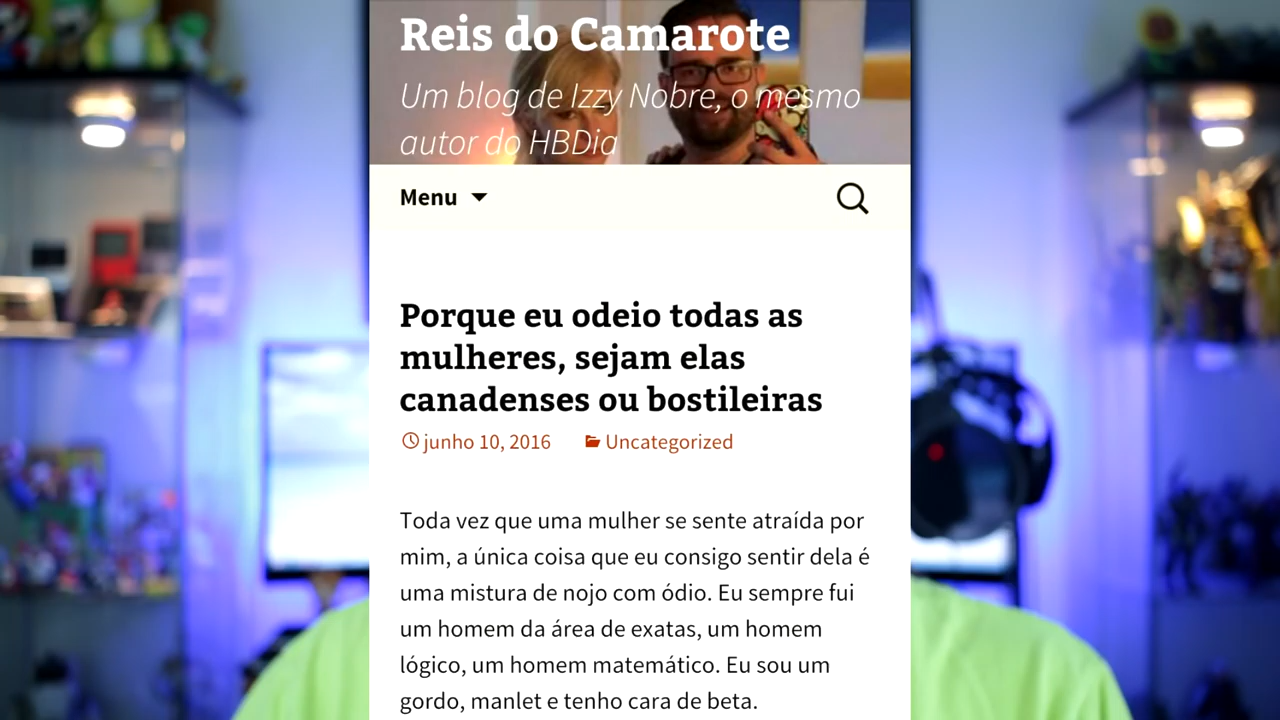 Reis do Camarote
Um blog de Izzy Nobre, o mesmo
autor do HBDia
Menu
Porque eu odeio todas as
mulheres, sejam elas
canadenses ou bostileiras
junho 10, 2016 Uncategorized
Toda vez que uma mulher se sente atraída por
mim, a única coisa que eu consigo sentir dela é
uma mistura de nojo com ódio. Eu sempre fui
um homem da área de exatas, um homem
lógico, um homem matemático. Eu sou um
gordo, manlet e tenho cara de beta.